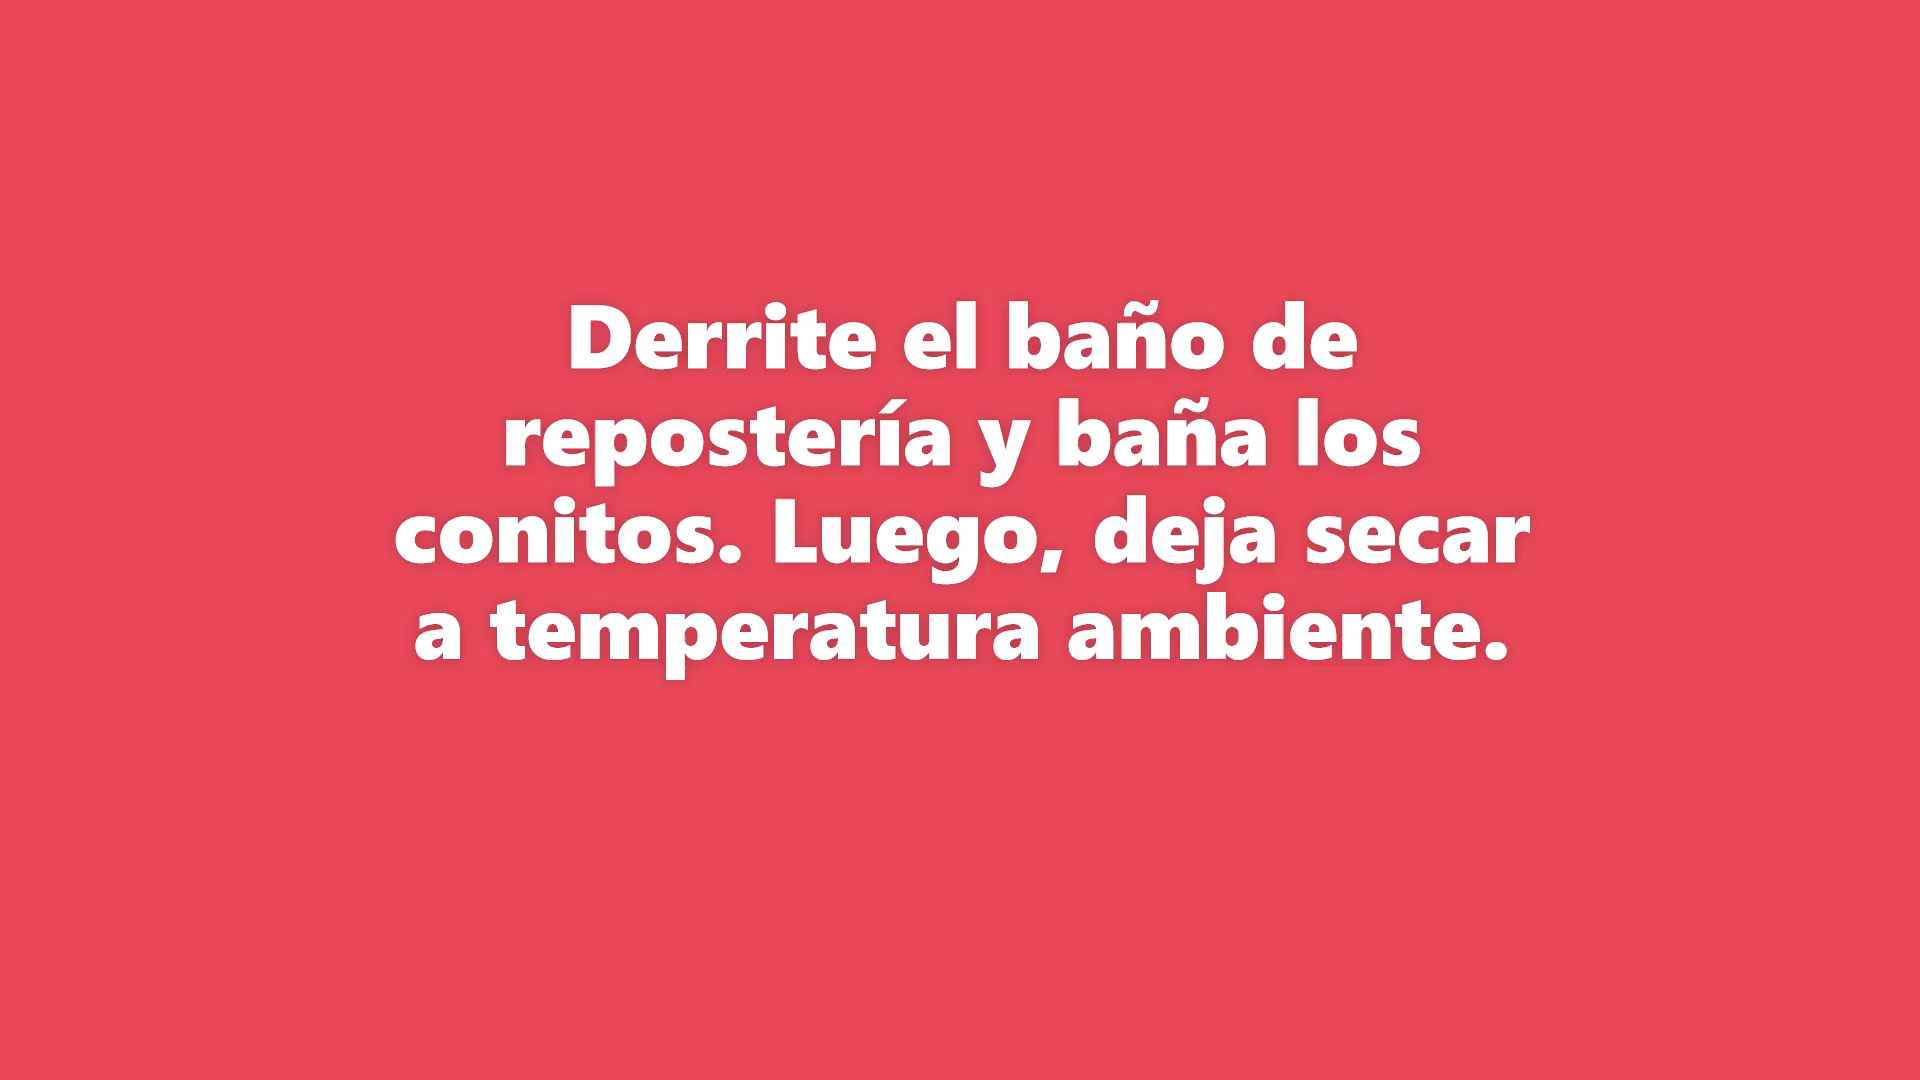 Derrite el baño de
repostería y baña los
conitos. Luego, deja secar
a temperatura ambiente.